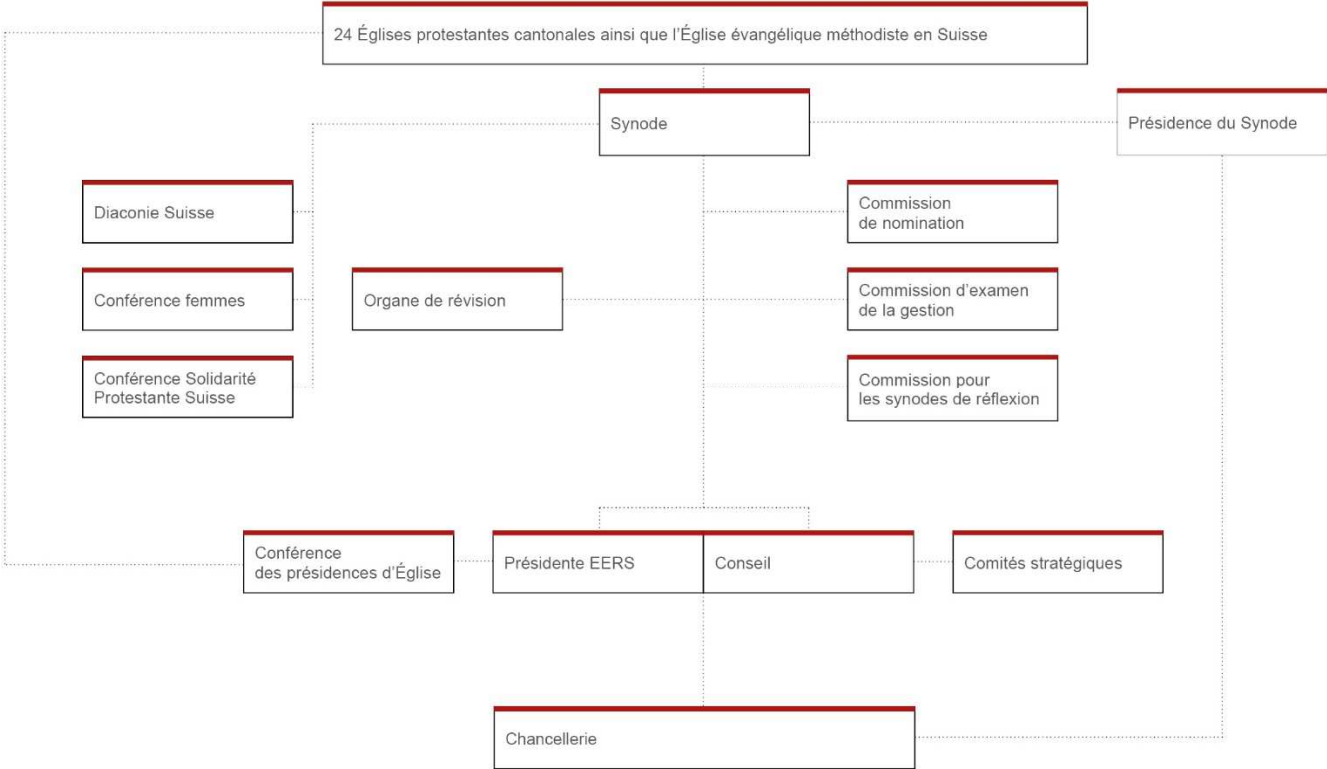 24 Églises protestantes cantonales ainsi que l’Église évangélique méthodiste en Suisse
Synode
Présidence du Synode
Diaconie Suisse
Commission
de nomination
Conférence femmes
Organe de révision
Commission d’examen
de la gestion
Conférence Solidarité
Protestante Suisse
Commission pour
les synodes de réflexion
Conférence
des présidences d’Église
Présidente EERS
Conseil
Comités stratégiques
Chancellerie